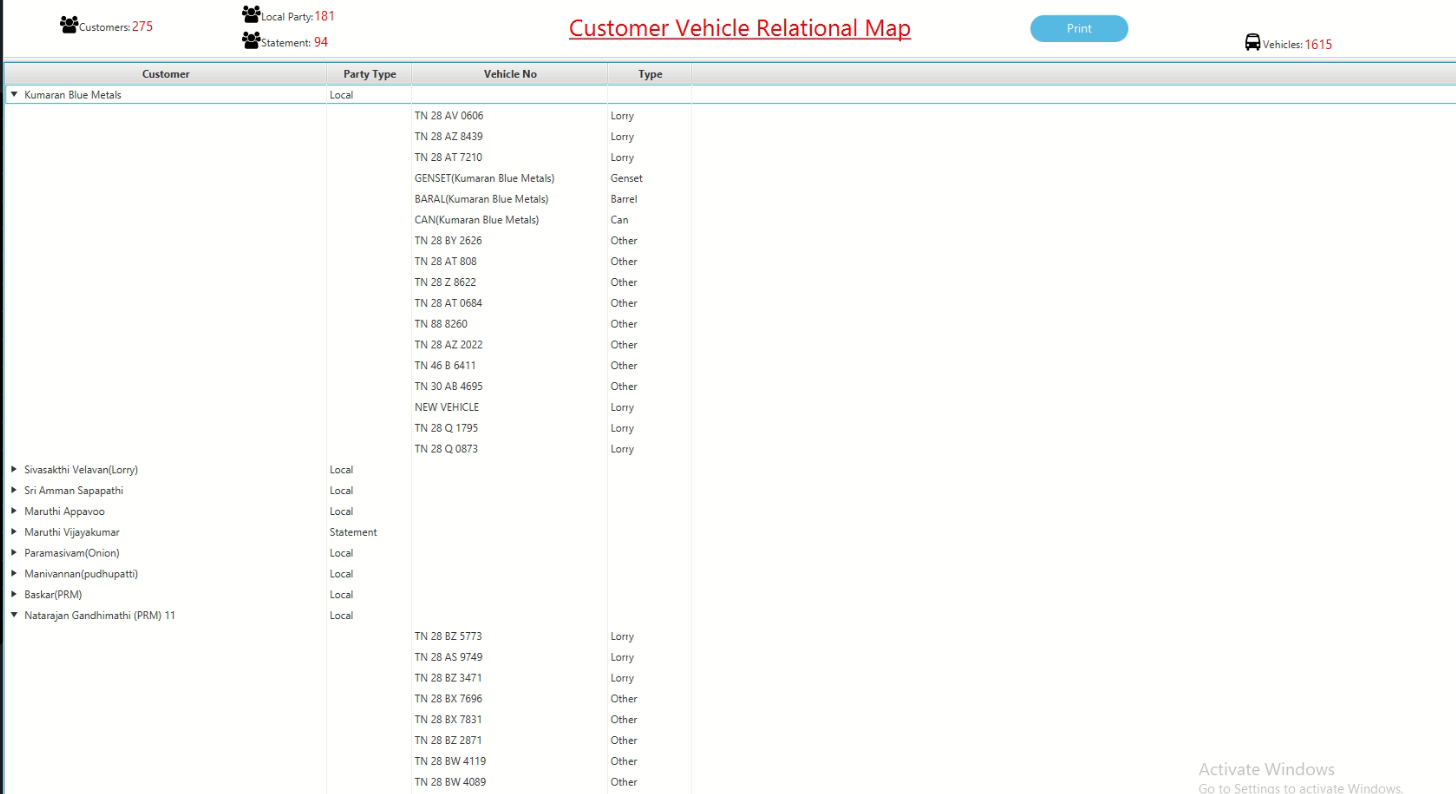 Customers: 275
Local Party: 181
Statement: 94
Customer Vehicle Relational Map
Print
Vehicles: 1615
Customer Party Type Vehicle No Type
Kumaran Blue Metals Local
TN 28 AV 0606 Lorry
TN 28 AZ 8439 Lorry
TN 28 AT 7210 Lorry
GENSET(Kumaran Blue Metals) Genset
BARAL(Kumaran Blue Metals) Barrel
CAN(Kumaran Blue Metals) Can
TN 28 BY 2626 Other
TN 28 AT 808 Other
TN 28 Z 8622 Other
TN 28 AT 0684 Other
TN 88 8260 Other
TN 28 AZ 2022 Other
TN 46 B 6411 Other
TN 30 AB 4695 Other
NEW VEHICLE Lorry
TN 28 Q 1795 Lorry
TN 28 Q 0873 Lorry
Sivasakthi Velavan(Lorry) Local
Sri Amman Sapapathi Local
Maruthi Appavoo Local
Maruthi Vijayakumar Statement
Paramasivam(Onion) Local
Manivannan(pudhupatti) Local
Baskar(PRM) Local
Natarajan Gandhimathi (PRM) 11 Local
TN 28 BZ 5773 Lorry
TN 28 AS 9749 Lorry
TN 28 BZ 3471 Lorry
TN 28 BX 7696 Other
TN 28 BX 7831 Other
TN 28 BZ 2871 Other
TN 28 BW 4119 Other
TN 28 BW 4089 Other
Activate Windows
Go to Settings to activate Windows.